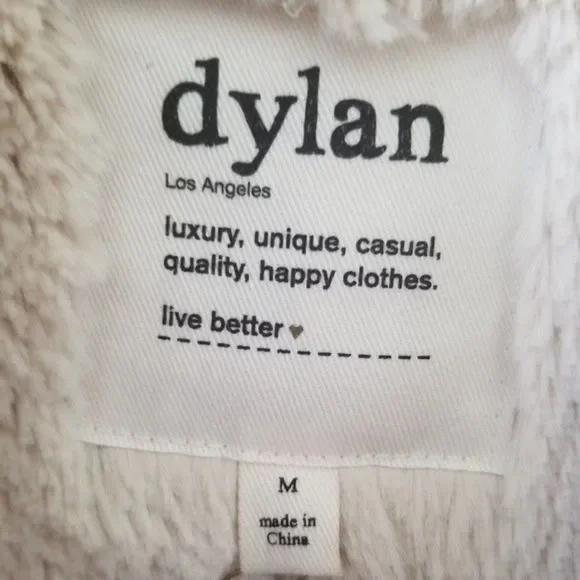 dylan
Los Angeles
luxury, unique, casual,
quality, happy clothes.
live better ♥
M
made in
China